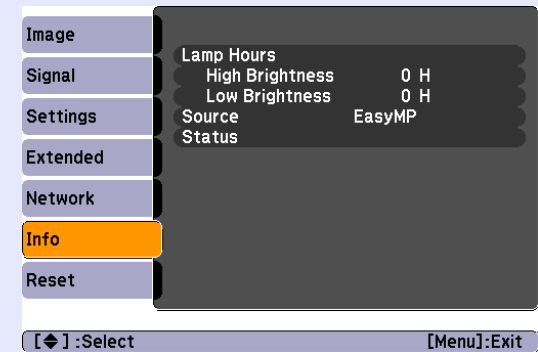 Image
Signal
Settings
Extended
Network
Info
Reset
Lamp Hours
High Brightness 0 H
Low Brightness 0 H
Source EasyMP
Status
[◆] :Select [Menu]:Exit